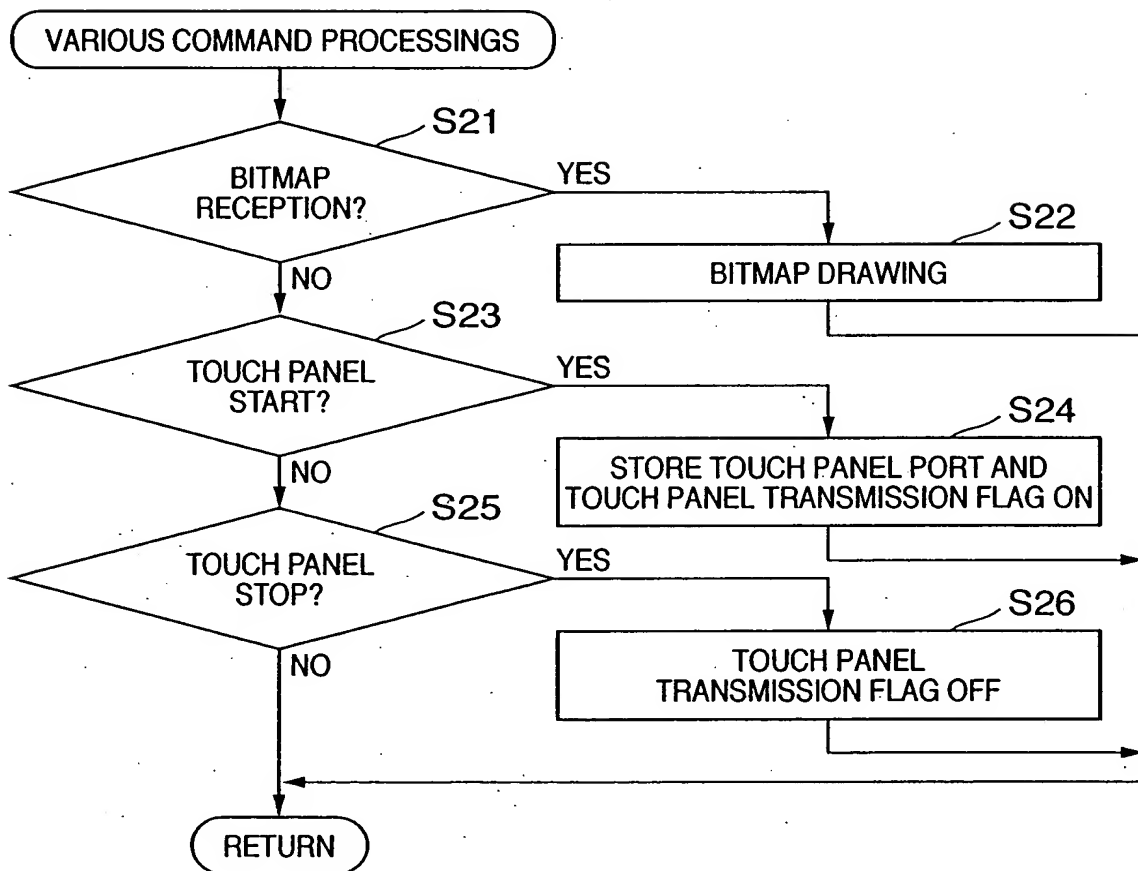 VARIOUS COMMAND PROCESSINGS
S21
BITMAP
RECEPTION?
YES
S22
BITMAP DRAWING
NO
S23
TOUCH PANEL
START?
YES
S24
STORE TOUCH PANEL PORT AND
TOUCH PANEL TRANSMISSION FLAG ON
NO
S25
TOUCH PANEL
STOP?
YES
S26
TOUCH PANEL
TRANSMISSION FLAG OFF
NO
RETURN